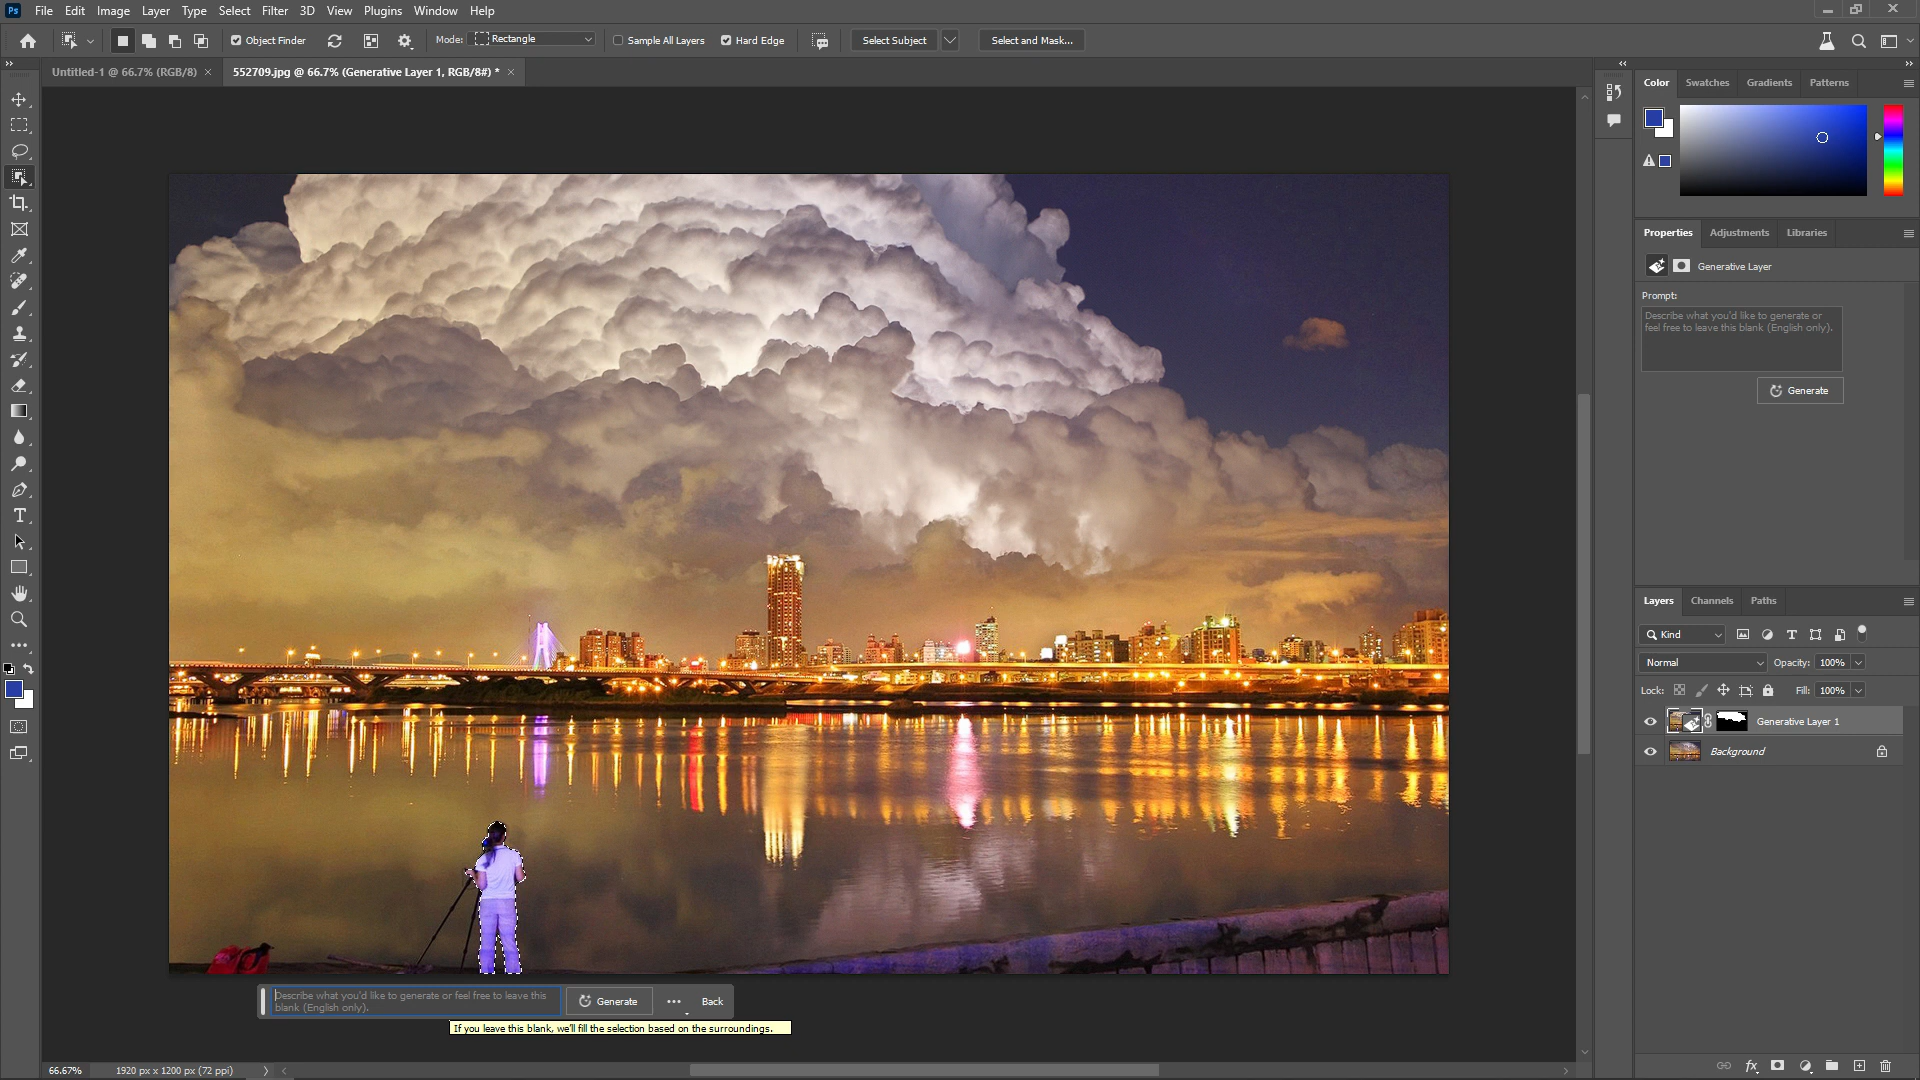 Ps File Edit Image Layer Type Select Filter 3D View Plugins Window Help
Object Finder Mode: Rectangle Sample All Layers Hard Edge Select Subject Select and Mask...
Untitled-1 @ 66.7% (RGB/8) × 552709.jpg @ 66.7% (Generative Layer 1, RGB/8#) * ×
Color Swatches Gradients Patterns
Properties Adjustments Libraries
Generative Layer
Prompt:
Describe what you'd like to generate or
feel free to leave this blank (English only).
Generate
Layers Channels Paths
Kind
Normal Opacity: 100%
Lock: Fill: 100%
Generative Layer 1
Background
Describe what you'd like to generate or feel free to leave this
blank (English only).
Generate ... Back
If you leave this blank, we'll fill the selection based on the surroundings.
66.67% 1920 px x 1200 px (72 ppi)
fx